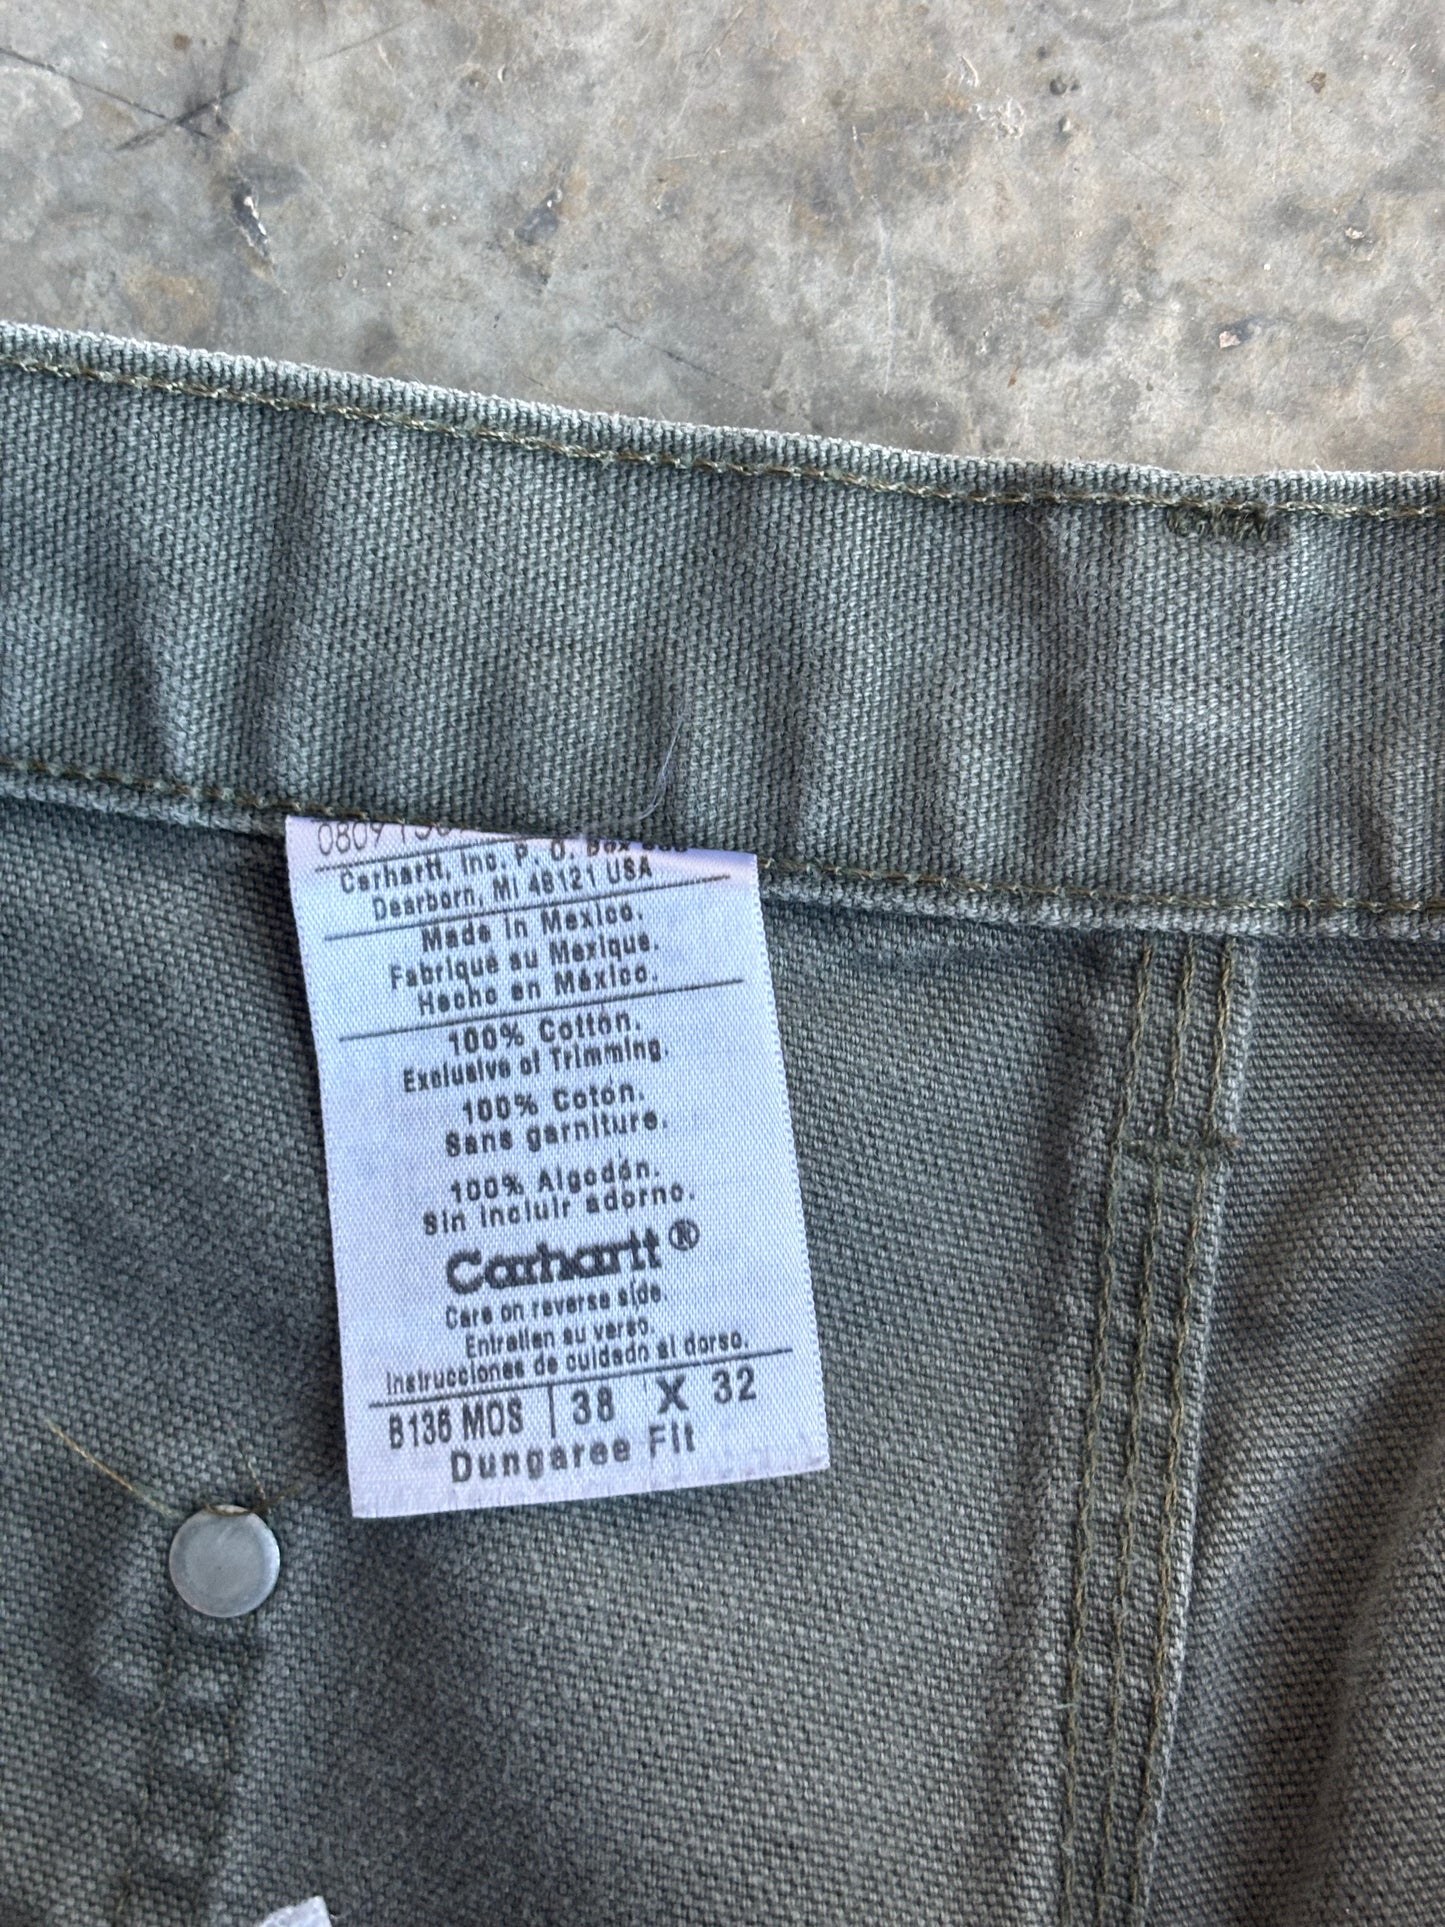 0809
Carhartt, Inc. P. O. Box
Dearborn, MI 48121 USA
Made in Mexico.
Fabriqué au Mexique.
Hecho en México.
100% Cotton.
Exclusive of Trimming.
100% Coton.
Sans garniture.
100% Algodón.
Sin incluir adorno.
Carhartt®
Care on reverse side.
Entretien au verso.
Instrucciones de cuidado al dorso.
B136 MOS | 38 X 32
Dungaree Fit